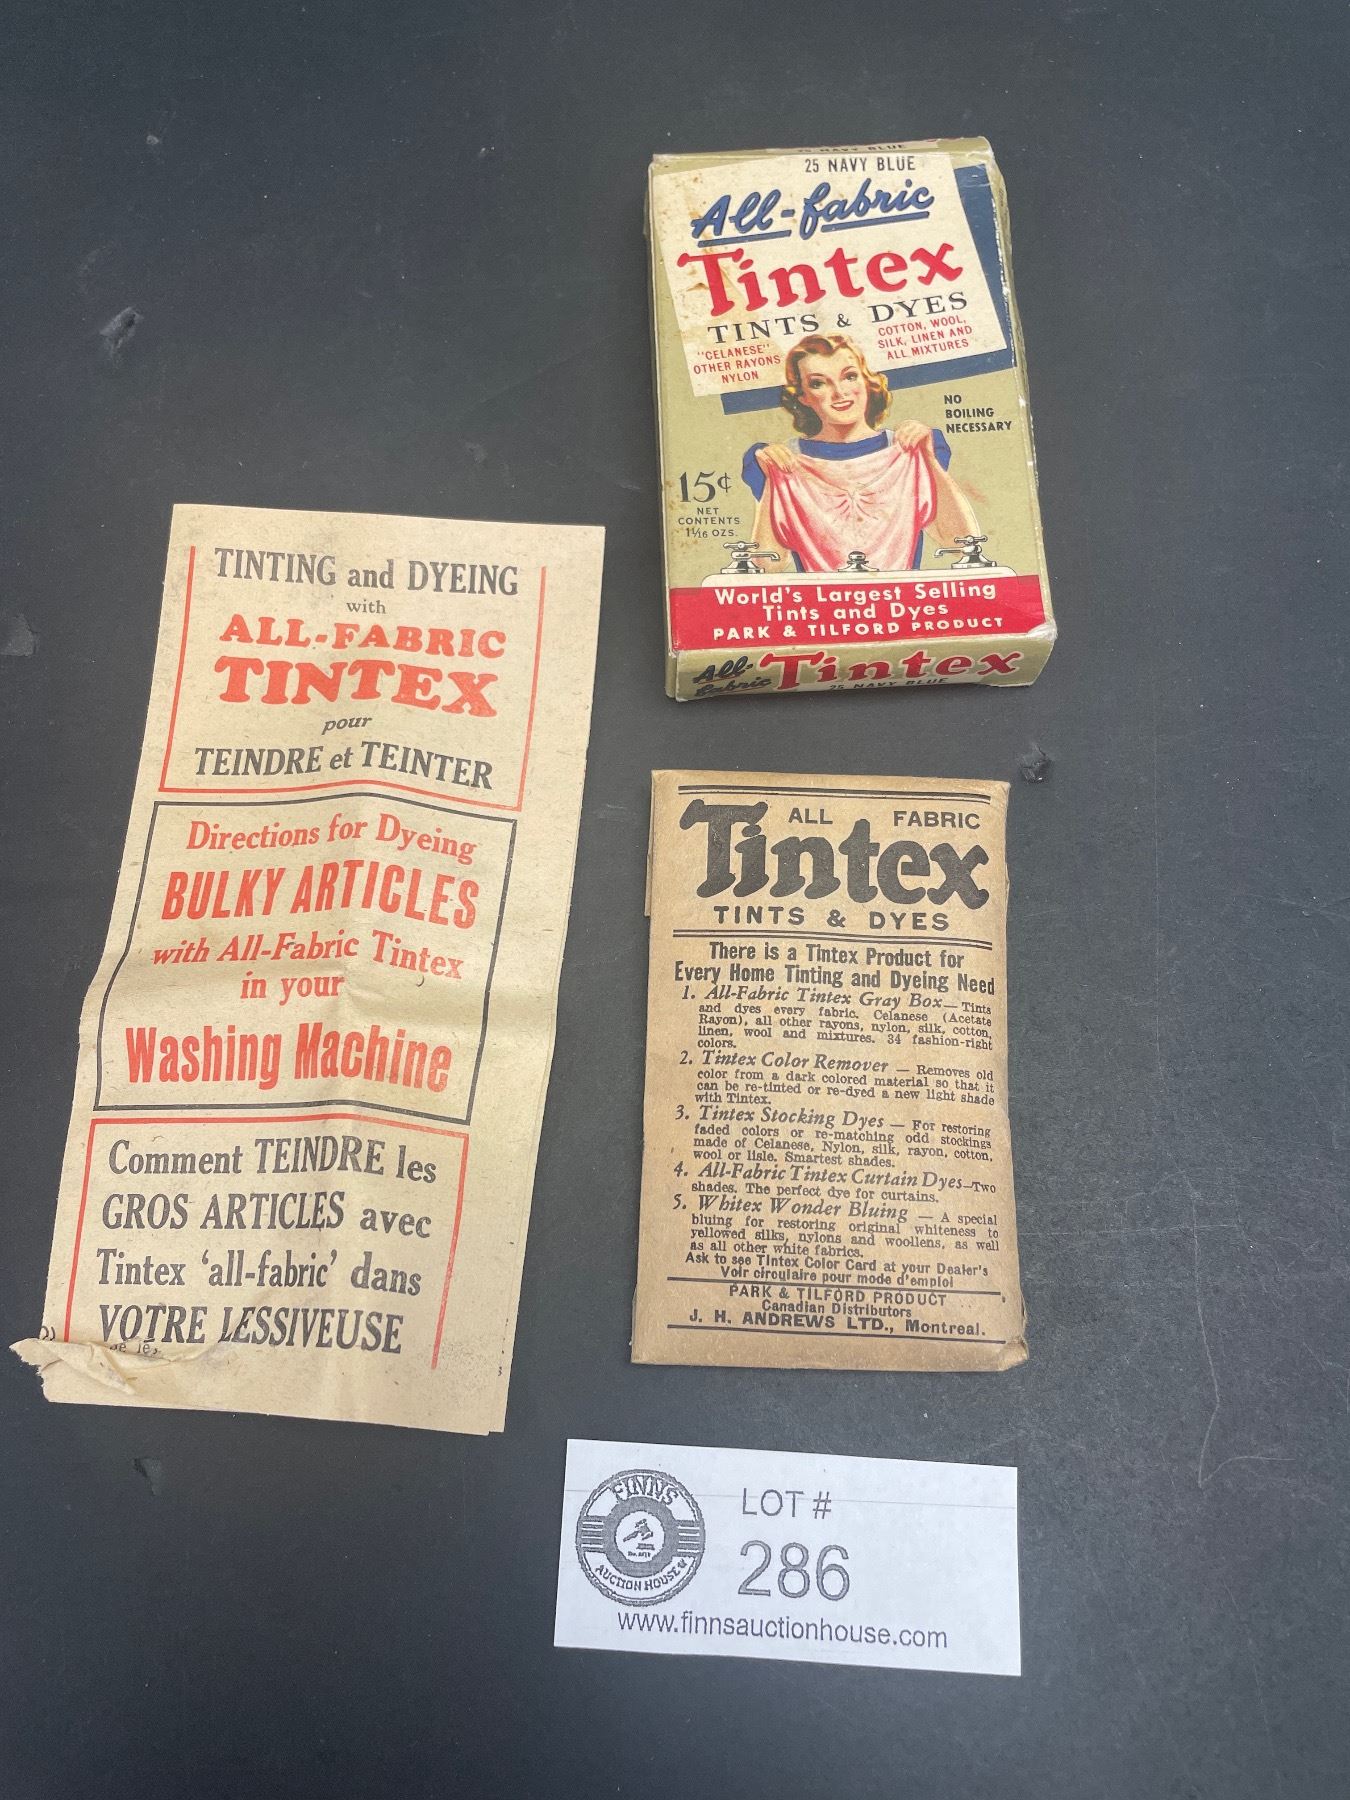 25 NAVY BLUE
All-fabric
Tintex
TINTS & DYES
"CELANESE"
OTHER RAYONS
NYLON
COTTON, WOOL,
SILK, LINEN AND
ALL MIXTURES
NO
BOILING
NECESSARY
15¢
NET
CONTENTS
1 1/16 OZS.
World's Largest Selling
Tints and Dyes
PARK & TILFORD PRODUCT
All-fabric Tintex
25 NAVY BLUE
TINTING and DYEING
with
ALL-FABRIC
TINTEX
pour
TEINDRE et TEINTER
Directions for Dyeing
BULKY ARTICLES
with All-Fabric Tintex
in your
Washing Machine
Comment TEINDRE les
GROS ARTICLES avec
Tintex 'all-fabric' dans
VOTRE LESSIVEUSE
ALL FABRIC
Tintex
TINTS & DYES
There is a Tintex Product for
Every Home Tinting and Dyeing Need
1. All-Fabric Tintex Gray Box—Tints
and dyes every fabric. Celanese (Acetate
Rayon), all other rayons, nylon, silk, cotton,
linen, wool and mixtures. 34 fashion-right
colors.
2. Tintex Color Remover — Removes old
color from a dark colored material so that it
can be re-tinted or re-dyed a new light shade
with Tintex.
3. Tintex Stocking Dyes — For restoring
faded colors or re-matching odd stockings
made of Celanese, Nylon, silk, rayon, cotton,
wool or lisle. Smartest shades.
4. All-Fabric Tintex Curtain Dyes—Two
shades. The perfect dye for curtains.
5. Whitex Wonder Bluing — A special
bluing for restoring original whiteness to
yellowed silks, nylons and woollens, as well
as all other white fabrics.
Ask to see Tintex Color Card at your Dealer's
Voir circulaire pour mode d'emploi
PARK & TILFORD PRODUCT
Canadian Distributors
J. H. ANDREWS LTD., Montreal.
FINNS
AUCTION HOUSE
LOT #
286
www.finnsauctionhouse.com